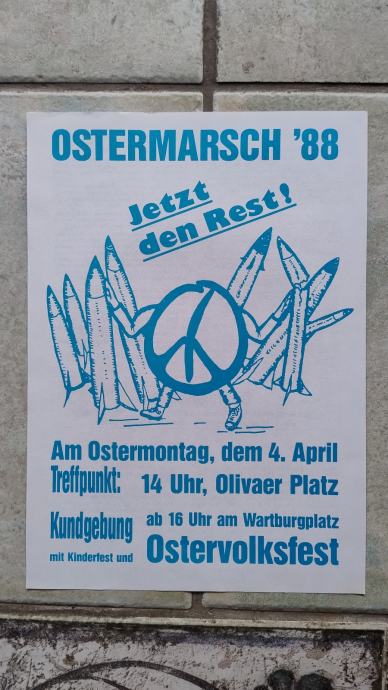 OSTERMARSCH '88
Jetzt
den Rest!
Am Ostermontag, dem 4. April
Treffpunkt: 14 Uhr, Olivaer Platz
Kundgebung ab 16 Uhr am Wartburgplatz
mit Kinderfest und Ostervolksfest